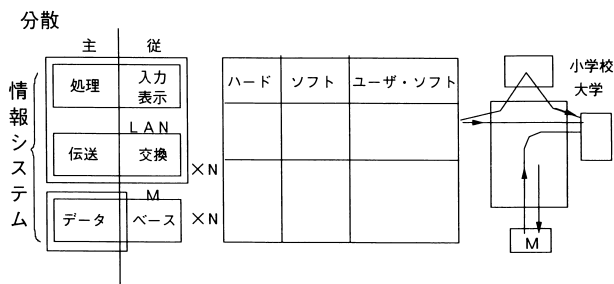 分散
主 従
情報システム
処理 入力
表示
LAN
伝送 交換
×N
M
データ ベース ×N
ハード ソフト ユーザ・ソフト
小学校
大学
M